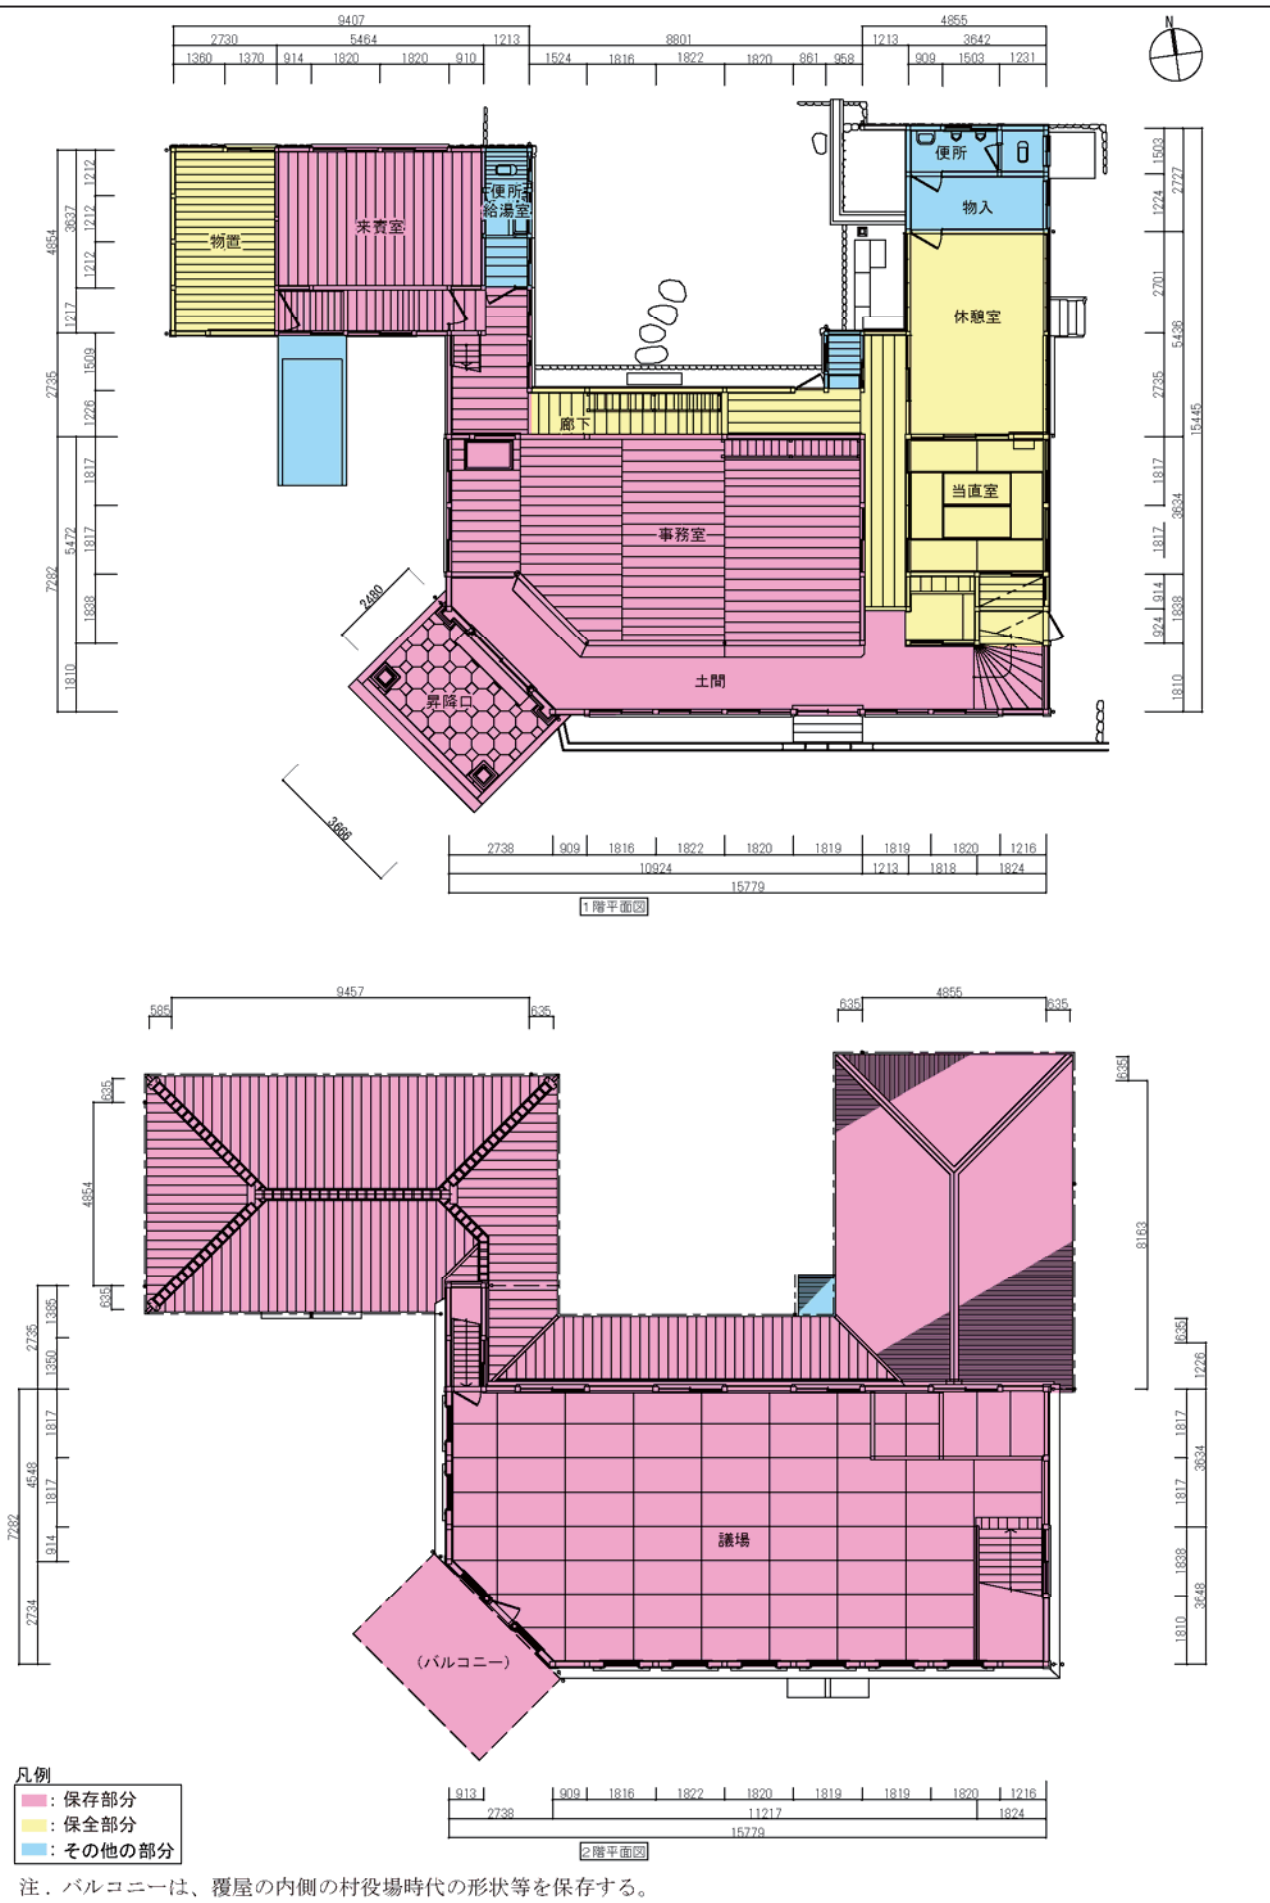 9407
4855
2730 5464 1213 8801 1213 3642
1360 1370 914 1820 1820 910 1524 1816 1822 1820 861 958 909 1503 1231
N
便所
便所
給湯室
物入
来賓室
物置
休憩室
廊下
当直室
事務室
土間
昇降口
4854 2735 7282
3637 1217 5472 1810
1212 1212 1212 1509 1226 1817 1817 1838
1503 1224 2701 2735 1817 1817 914 924
2727 5436 3634 1838 1810
15445
2480
3666
2738 909 1816 1822 1820 1819 1819 1820 1216
10924 1213 1818 1824
15779
1階平面図
9457 4855
585 635 635 635
635 4854 635
1385 1350 1817 1817 914
2735 4548 2734
7282
635 8163
635 1226
1817 1817 1838 1810
3634 3648
議場
(バルコニー)
913 909 1816 1822 1820 1819 1819 1820 1216
2738 11217 1824
15779
2階平面図
凡例
：保存部分
：保全部分
：その他の部分
注．バルコニーは、覆屋の内側の村役場時代の形状等を保存する。